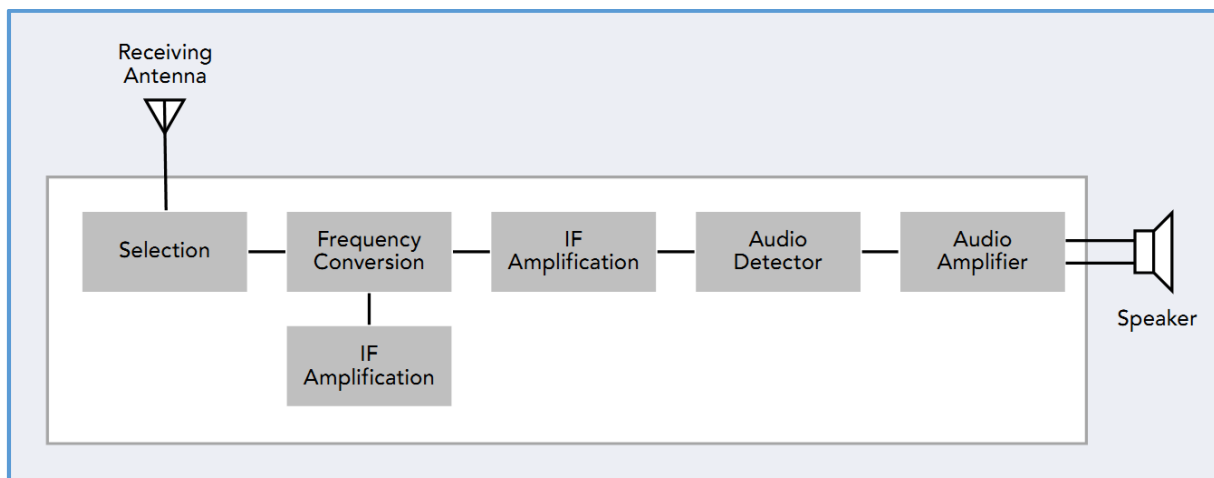 Receiving
Antenna
Selection
Frequency
Conversion
IF
Amplification
Audio
Detector
Audio
Amplifier
Speaker
IF
Amplification